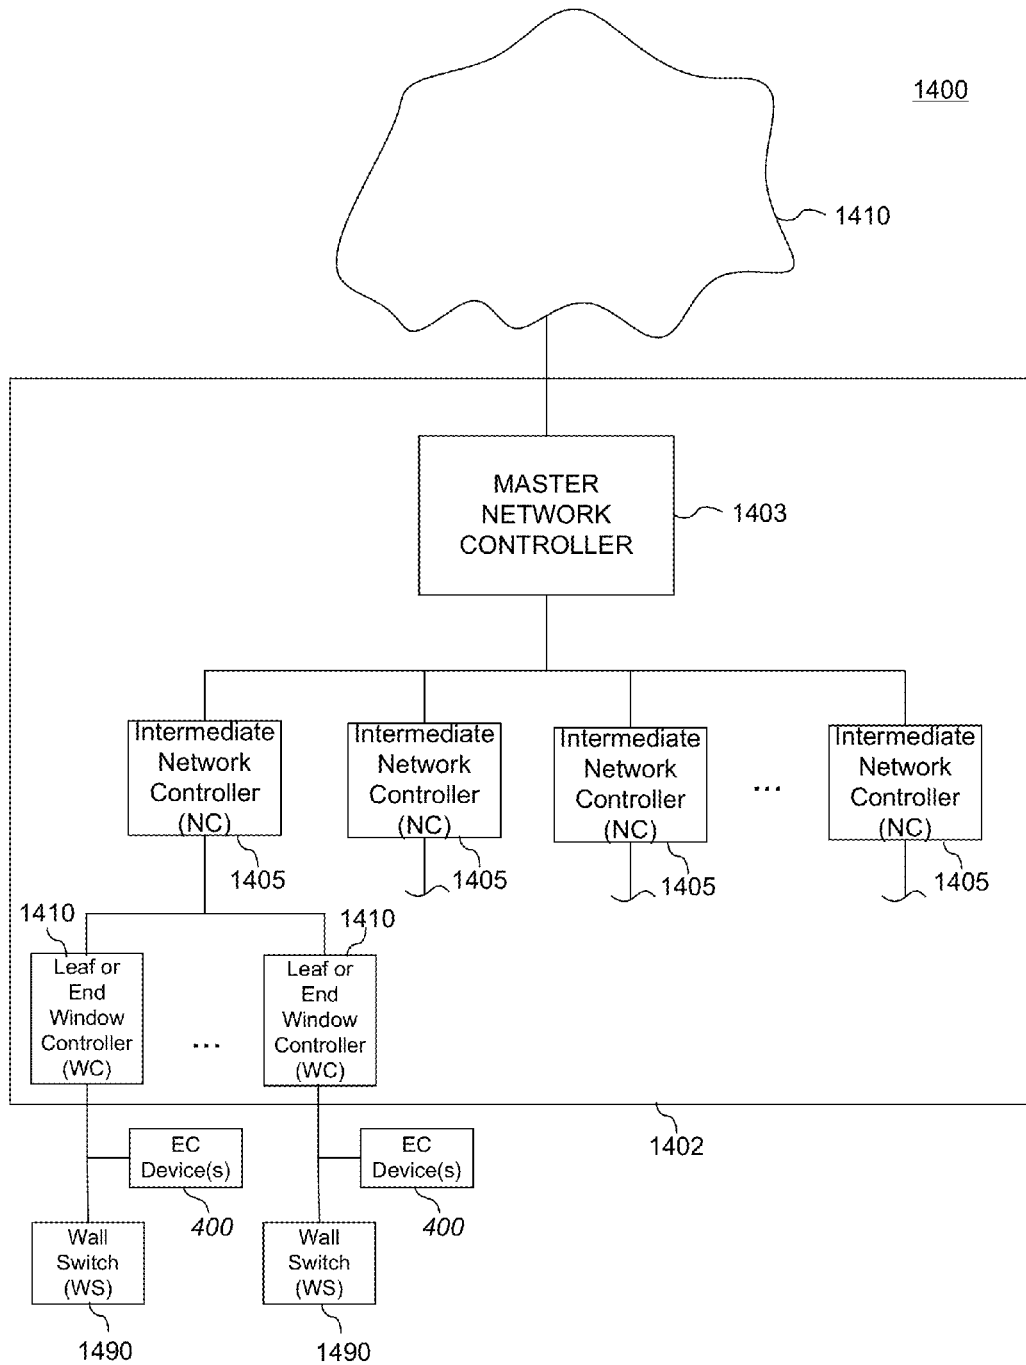 1400
1410
MASTER
NETWORK
CONTROLLER
1403
Intermediate
Network
Controller
(NC)
1405
Intermediate
Network
Controller
(NC)
1405
Intermediate
Network
Controller
(NC)
1405
...
Intermediate
Network
Controller
(NC)
1405
1410
Leaf or
End
Window
Controller
(WC)
...
1410
Leaf or
End
Window
Controller
(WC)
1402
EC
Device(s)
400
EC
Device(s)
400
Wall
Switch
(WS)
1490
Wall
Switch
(WS)
1490